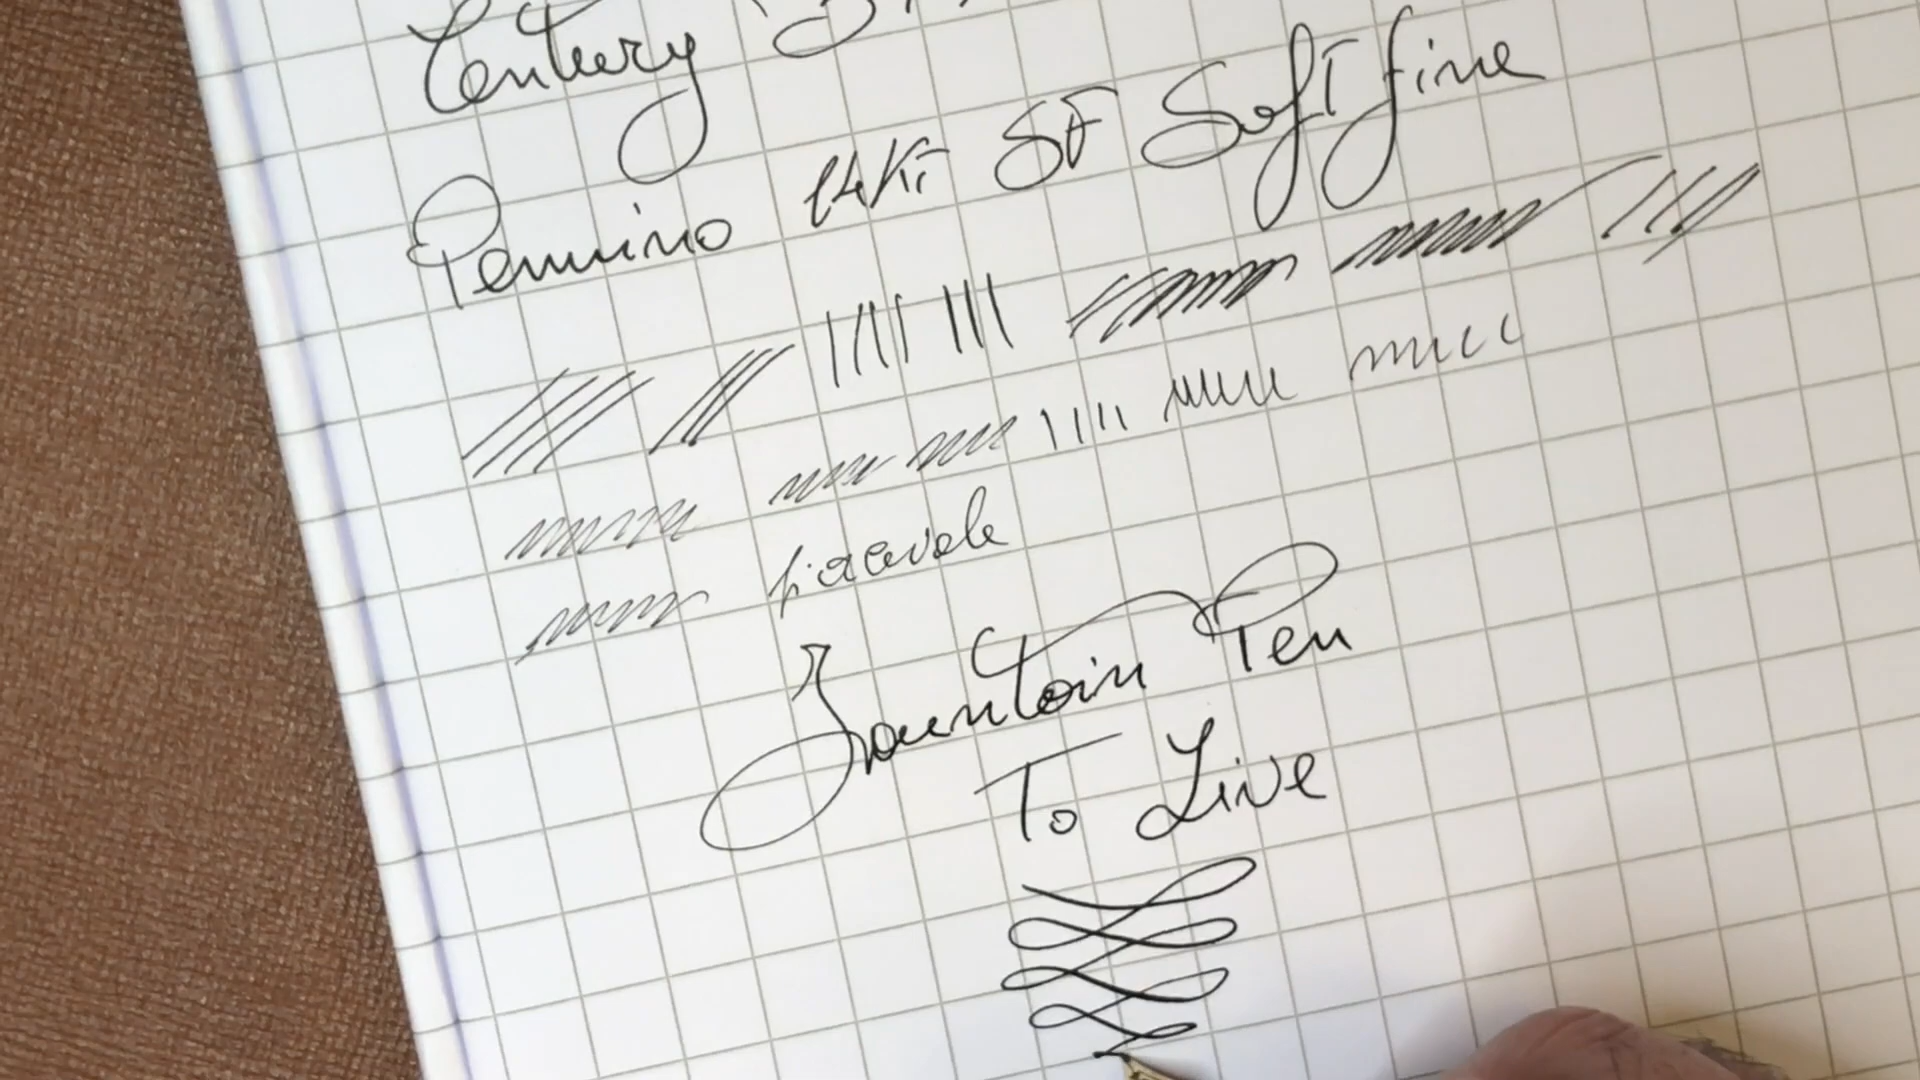 Century
Pennino 14Kt SF Soft fine
piacevole
Fountain Pen
To Live